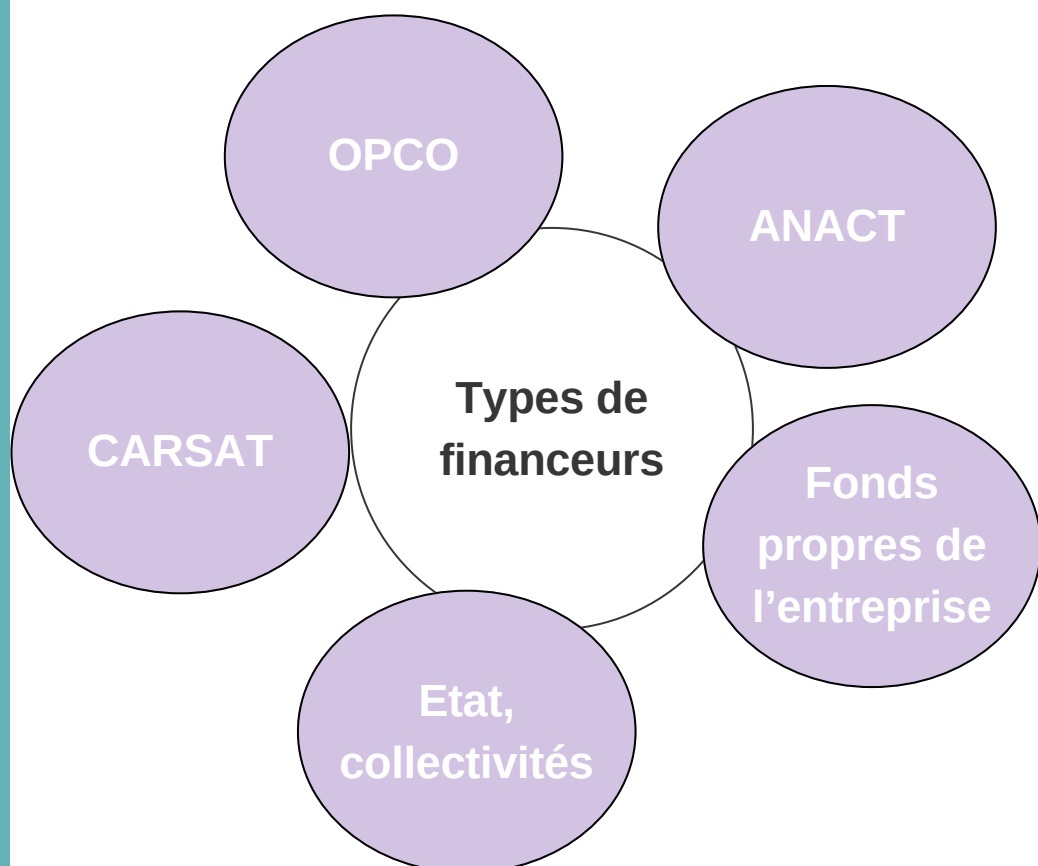 OPCO
ANACT
Types de
financeurs
CARSAT
Fonds
propres de
l’entreprise
Etat,
collectivités